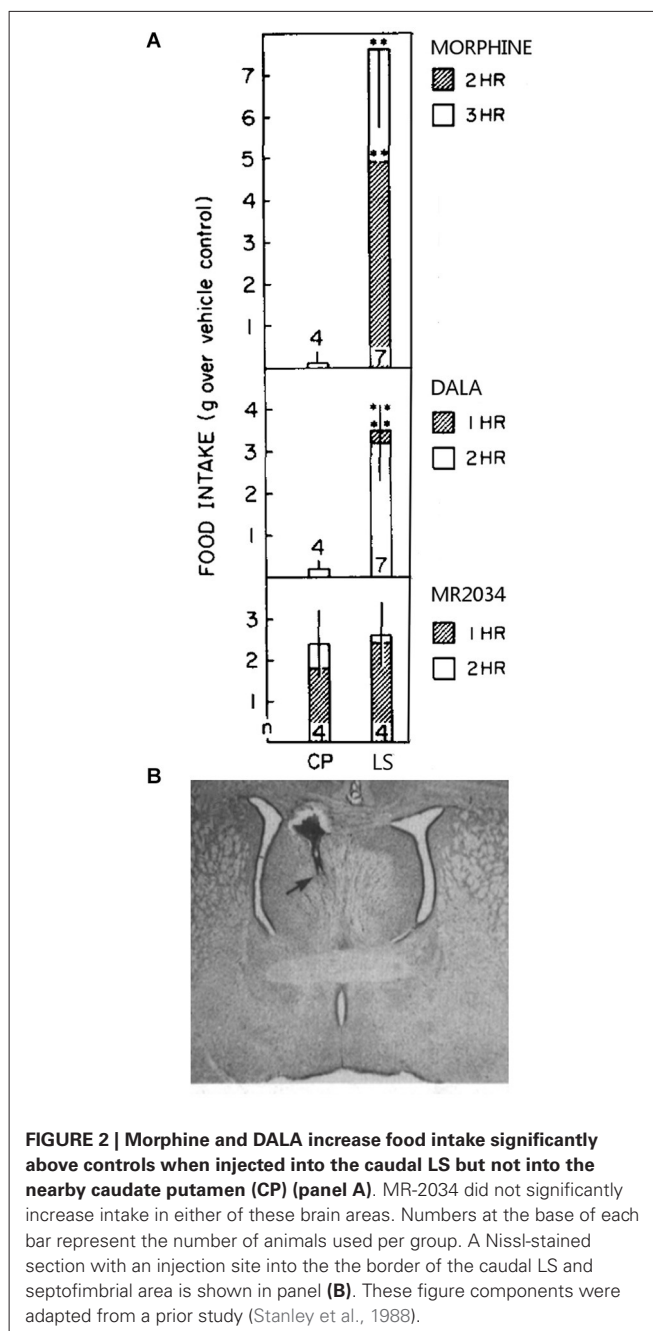 A
MORPHINE
2 HR
3 HR
7
6
5
4
3
2
1
**
**
4
7
FOOD INTAKE (g over vehicle control)
DALA
1 HR
2 HR
4
3
2
1
* *
* *
4
7
MR2034
1 HR
2 HR
3
2
1
n
4
4
CP
LS
B
FIGURE 2 | Morphine and DALA increase food intake significantly
above controls when injected into the caudal LS but not into the
nearby caudate putamen (CP) (panel A). MR-2034 did not significantly
increase intake in either of these brain areas. Numbers at the base of each
bar represent the number of animals used per group. A Nissl-stained
section with an injection site into the the border of the caudal LS and
septofimbrial area is shown in panel (B). These figure components were
adapted from a prior study (Stanley et al., 1988).